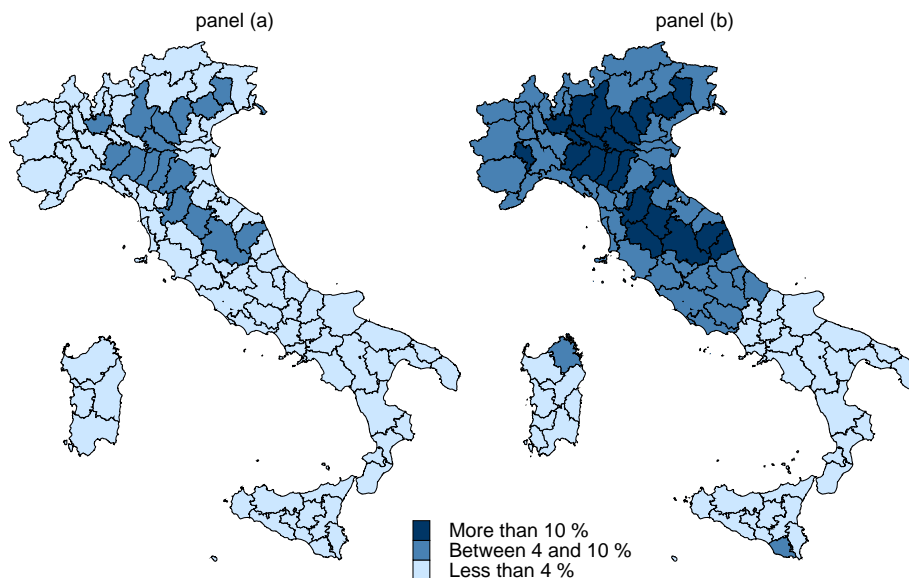 panel (a)
panel (b)
More than 10 %
Between 4 and 10 %
Less than 4 %